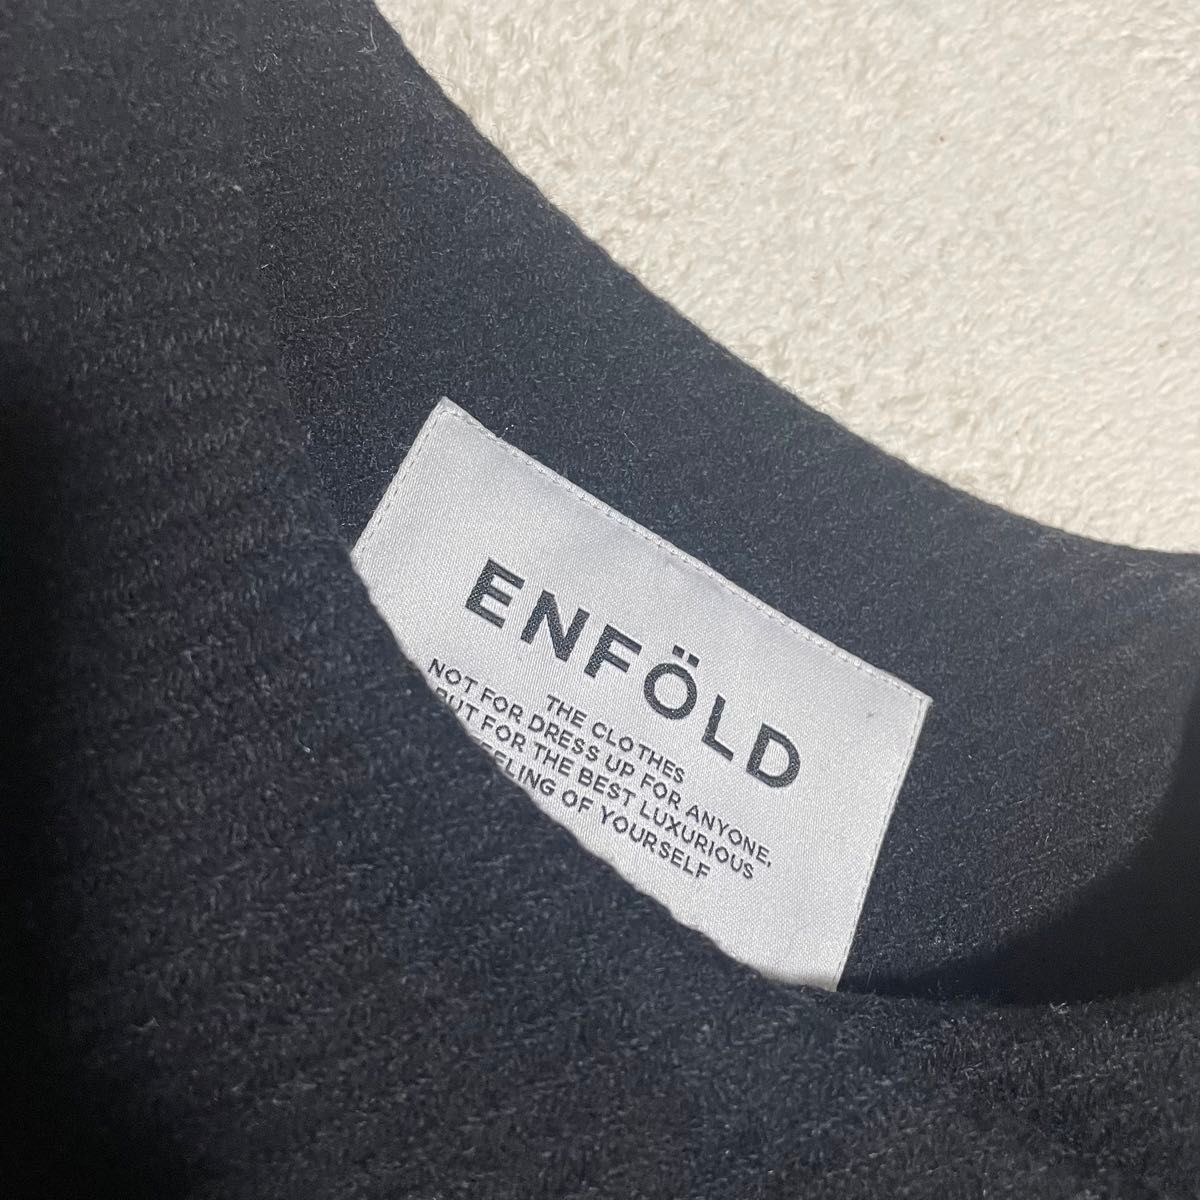 ENFÖLD
THE CLOTHES
NOT FOR DRESS UP FOR ANYONE,
BUT FOR THE BEST LUXURIOUS
FEELING OF YOURSELF